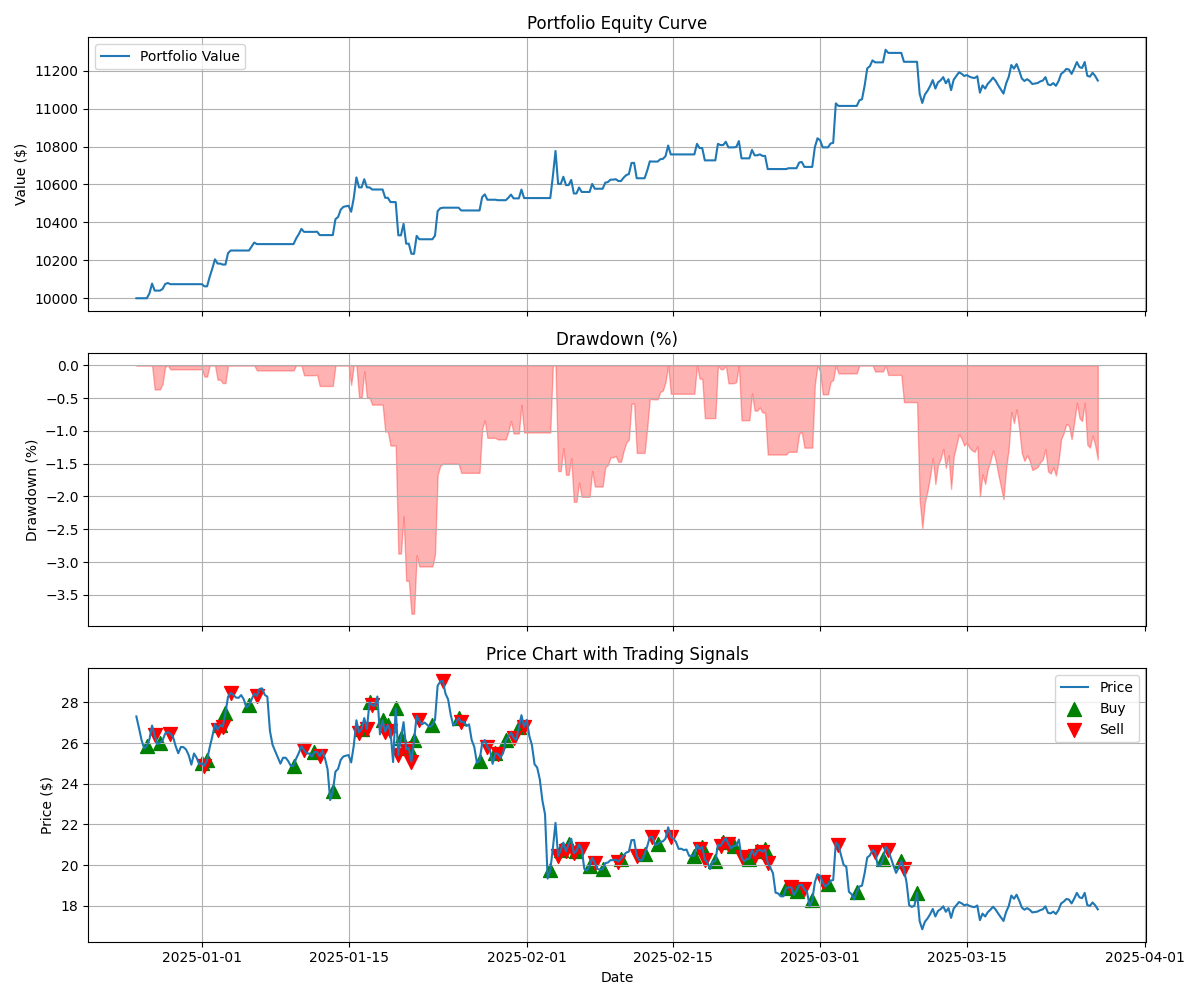 Portfolio Equity Curve
Portfolio Value
11200
11000
10800
10600
10400
10200
10000
Value ($)
Drawdown (%)
0.0
−0.5
−1.0
−1.5
−2.0
−2.5
−3.0
−3.5
Drawdown (%)
Price Chart with Trading Signals
Price
Buy
Sell
28
26
24
22
20
18
Price ($)
2025-01-01 2025-01-15 2025-02-01 2025-02-15 2025-03-01 2025-03-15 2025-04-01
Date